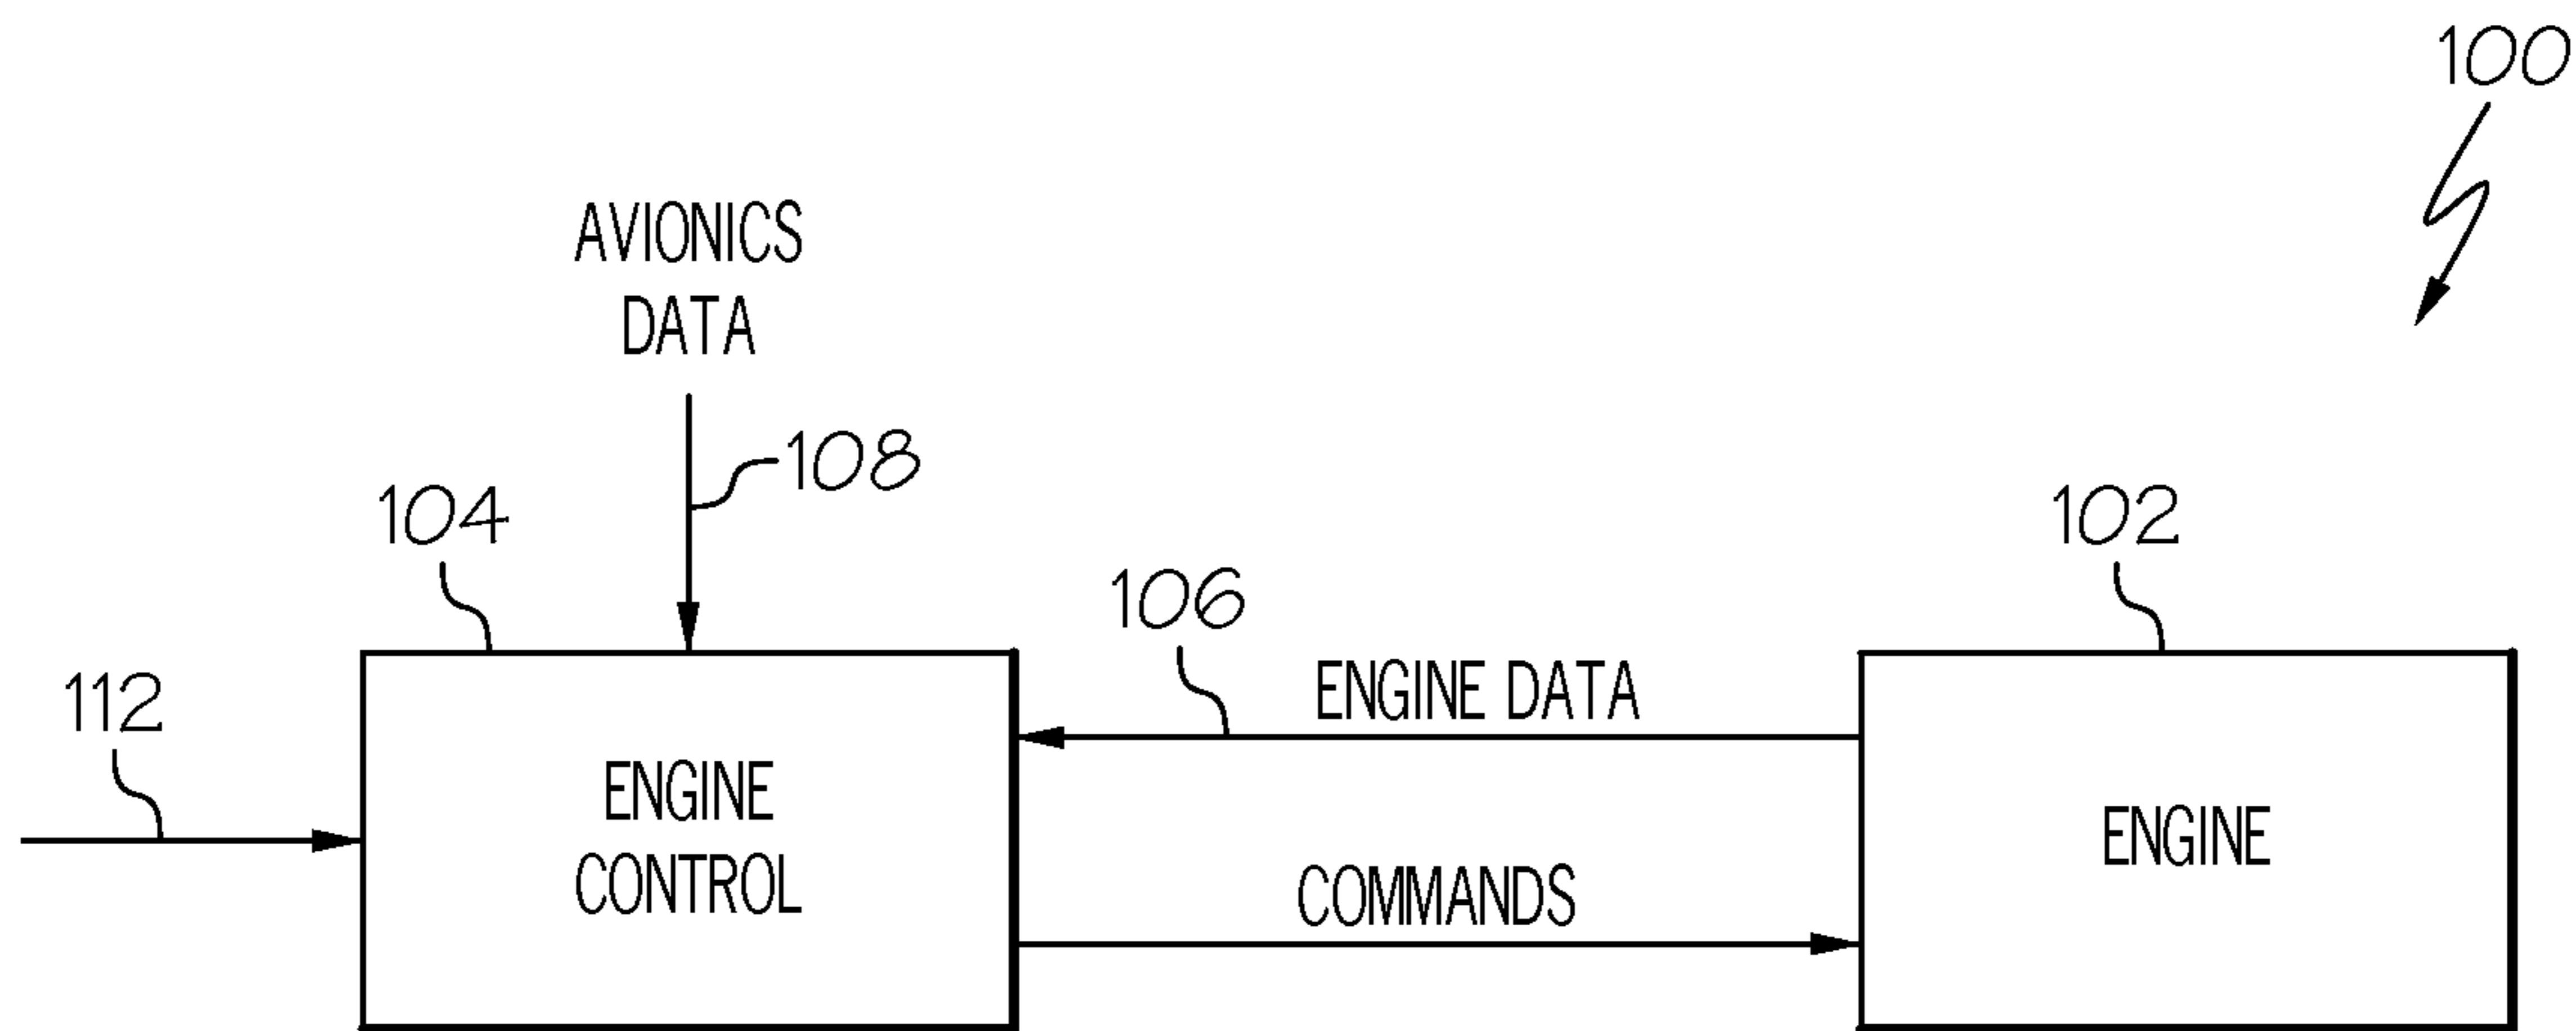 100
AVIONICS
DATA
108
104
102
106
112
ENGINE DATA
ENGINE
CONTROL
ENGINE
COMMANDS